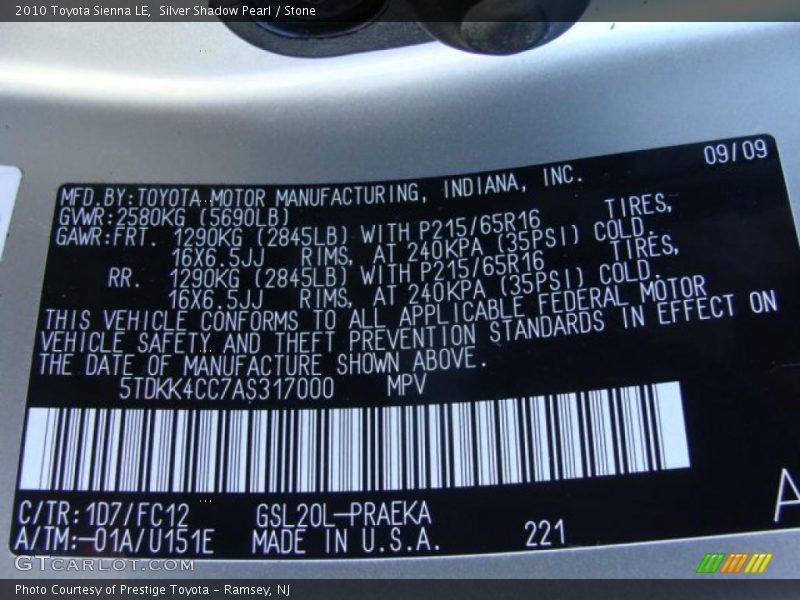 2010 Toyota Sienna LE, Silver Shadow Pearl / Stone
09/09
MFD.BY:TOYOTA MOTOR MANUFACTURING, INDIANA, INC.
GVWR:2580KG (5690LB)
GAWR:FRT. 1290KG (2845LB) WITH P215/65R16 TIRES,
16X6.5JJ RIMS, AT 240KPA (35PSI) COLD.
RR. 1290KG (2845LB) WITH P215/65R16 TIRES,
16X6.5JJ RIMS, AT 240KPA (35PSI) COLD.
THIS VEHICLE CONFORMS TO ALL APPLICABLE FEDERAL MOTOR
VEHICLE SAFETY AND THEFT PREVENTION STANDARDS IN EFFECT ON
THE DATE OF MANUFACTURE SHOWN ABOVE.
5TDKK4CC7AS317000 MPV
C/TR:1D7/FC12 GSL20L-PRAEKA
A/TM:-01A/U151E MADE IN U.S.A. 221
A
GTCARLOT.COM
Photo Courtesy of Prestige Toyota - Ramsey, NJ